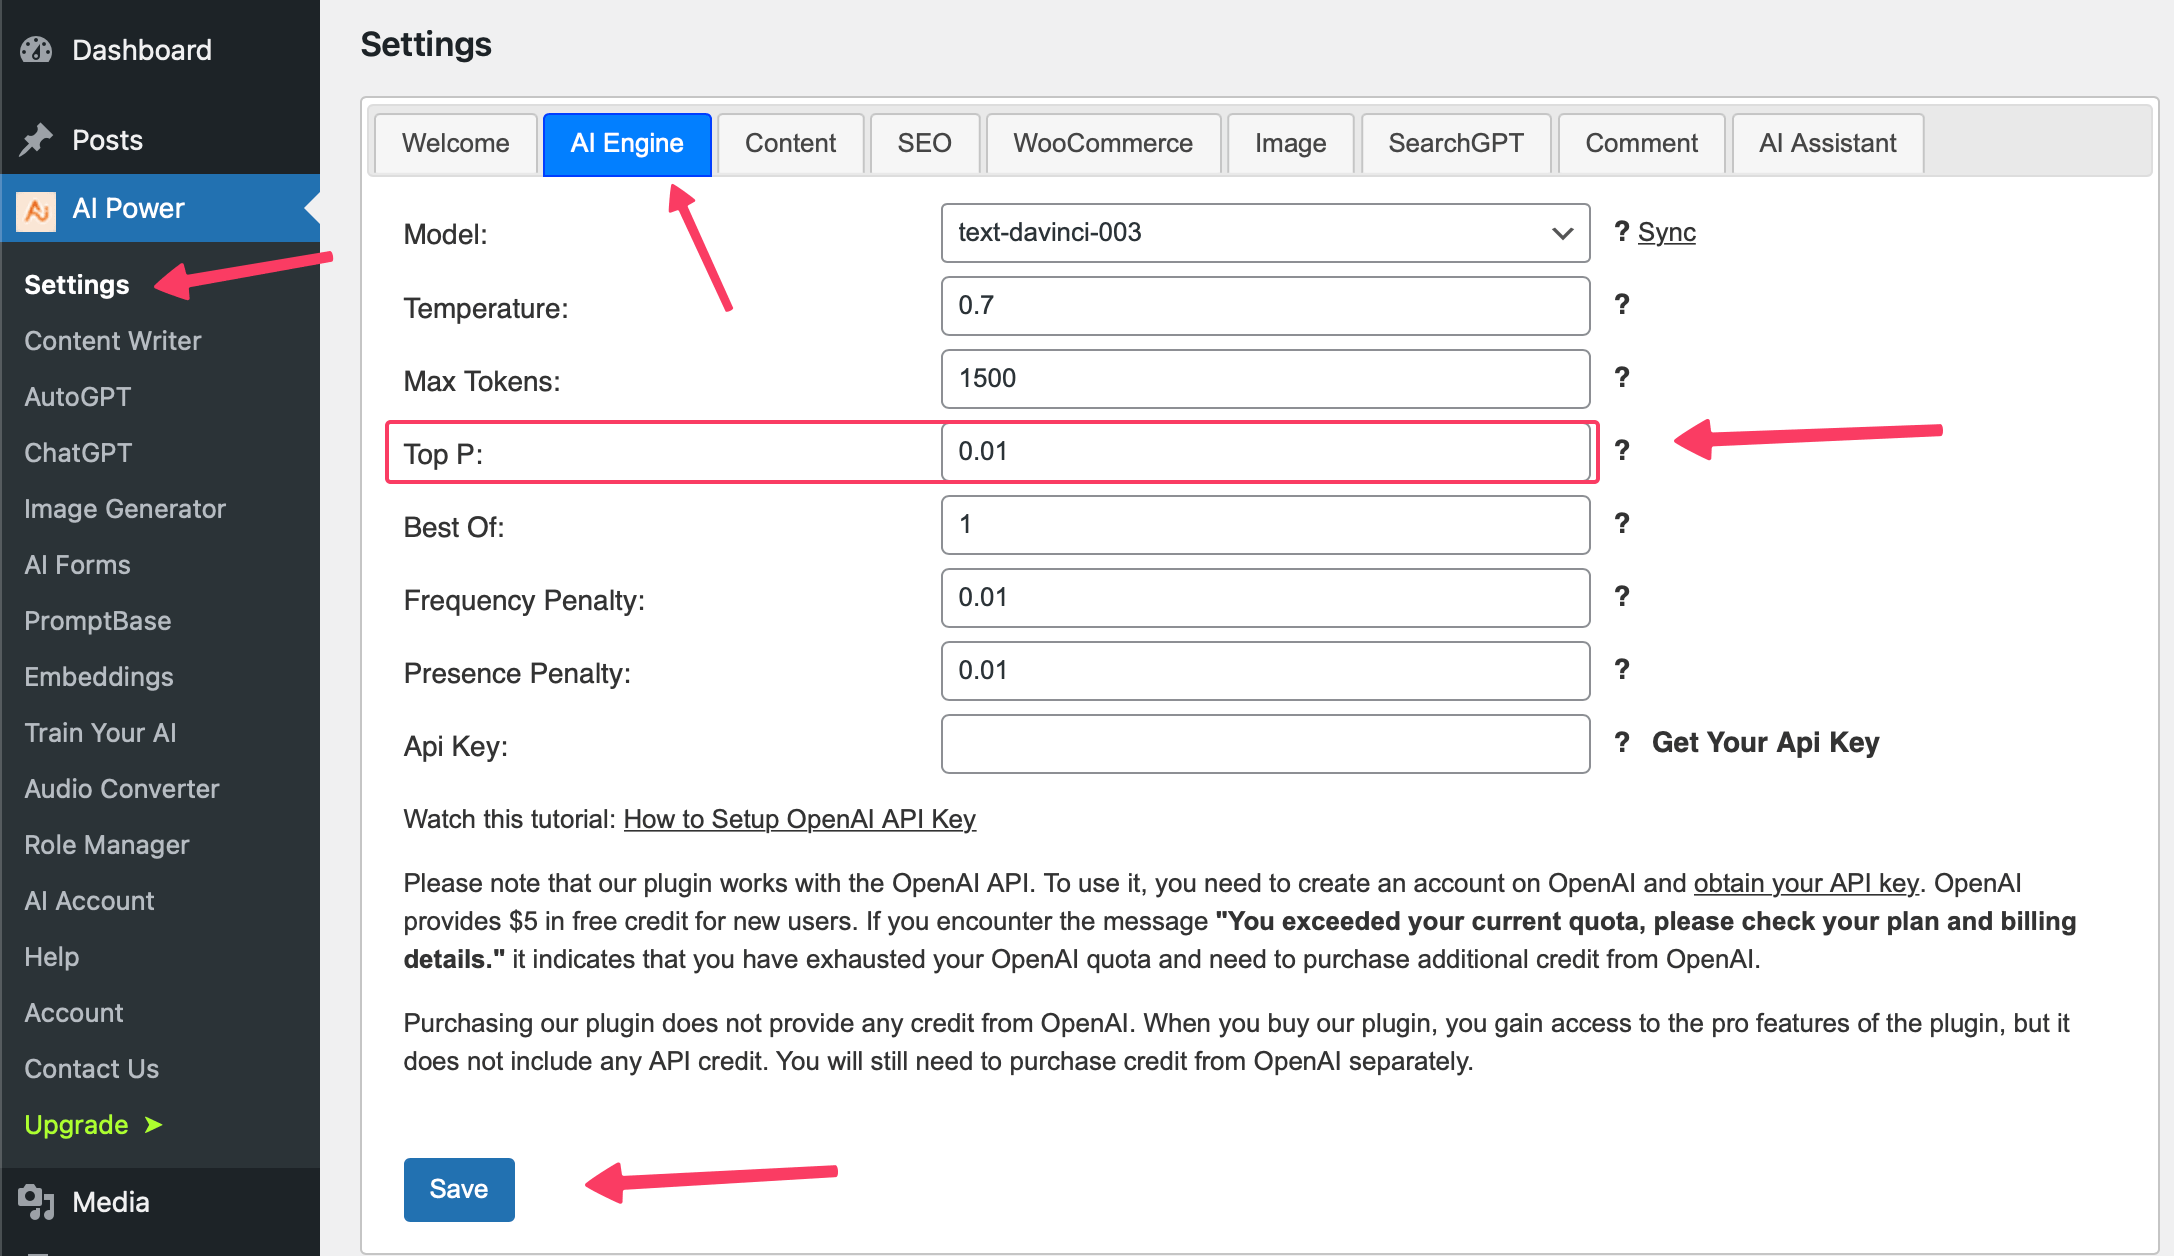 Dashboard
Posts
AI Power
Settings
Content Writer
AutoGPT
ChatGPT
Image Generator
AI Forms
PromptBase
Embeddings
Train Your AI
Audio Converter
Role Manager
AI Account
Help
Account
Contact Us
Upgrade ➤
Media
Settings
Welcome AI Engine Content SEO WooCommerce Image SearchGPT Comment AI Assistant
Model: text-davinci-003 ? Sync
Temperature: 0.7 ?
Max Tokens: 1500 ?
Top P: 0.01 ?
Best Of: 1 ?
Frequency Penalty: 0.01 ?
Presence Penalty: 0.01 ?
Api Key: ? Get Your Api Key
Watch this tutorial: How to Setup OpenAI API Key
Please note that our plugin works with the OpenAI API. To use it, you need to create an account on OpenAI and obtain your API key. OpenAI
provides $5 in free credit for new users. If you encounter the message "You exceeded your current quota, please check your plan and billing
details." it indicates that you have exhausted your OpenAI quota and need to purchase additional credit from OpenAI.
Purchasing our plugin does not provide any credit from OpenAI. When you buy our plugin, you gain access to the pro features of the plugin, but it
does not include any API credit. You will still need to purchase credit from OpenAI separately.
Save